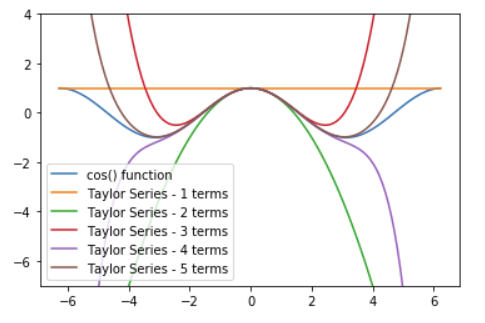 4
2
0
−2
−4
−6
cos() function
Taylor Series - 1 terms
Taylor Series - 2 terms
Taylor Series - 3 terms
Taylor Series - 4 terms
Taylor Series - 5 terms
−6 −4 −2 0 2 4 6